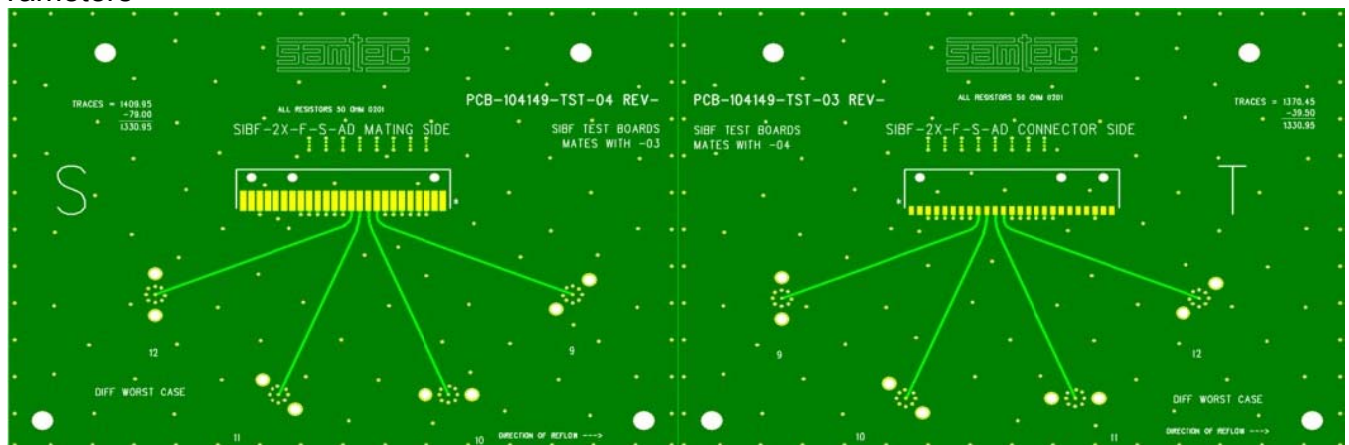 samtec
PCB-104149-TST-04 REV-
TRACES = 1409.95
-79.00
1330.95
ALL RESISTORS 50 OHM 0201
SIBF-2X-F-S-AD MATING SIDE
SIBF TEST BOARDS
MATES WITH -03
S
*
12
9
DIFF WORST CASE
11
10
DIRECTION OF REFLOW --->
samtec
PCB-104149-TST-03 REV-
ALL RESISTORS 50 OHM 0201
TRACES = 1370.45
-39.50
1330.95
SIBF TEST BOARDS
MATES WITH -04
SIBF-2X-F-S-AD CONNECTOR SIDE
*
T
9
12
DIFF WORST CASE
10
11
DIRECTION OF REFLOW --->